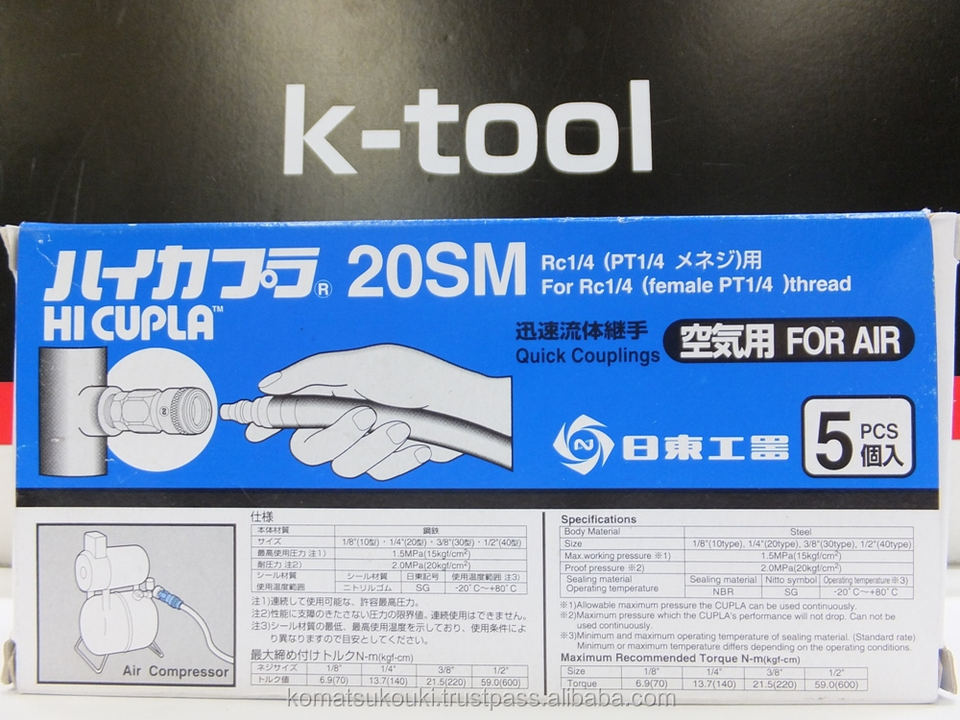 k-tool
ハイカプラ® 20SM
Rc1/4 (PT1/4 メネジ)用
For Rc1/4 (female PT1/4 )thread
HI CUPLA™
迅速流体継手
Quick Couplings
空気用 FOR AIR
日東工器
5 PCS 個入
Air Compressor
仕様
本体材質 鋼鉄
サイズ 1/8"(10型)・1/4"(20型)・3/8"(30型)・1/2"(40型)
最高使用圧力 注1) 1.5MPa(15kgf/cm²)
耐圧力 注2) 2.0MPa(20kgf/cm²)
シール材質 使用温度範囲 シール材質 日東記号 使用温度範囲 注3)
ニトリルゴム SG -20℃～+80℃
注1)連続して使用可能な、許容最高圧力。
注2)性能に支障のきたさない圧力の限界値。連続使用はできません。
注3)シール材質の最低、最高使用温度を示しており、使用条件によ
り異なりますので目安としてください。
最大締め付けトルクN-m(kgf-cm)
ネジサイズ 1/8" 1/4" 3/8" 1/2"
トルク値 6.9(70) 13.7(140) 21.5(220) 59.0(600)
Specifications
Body Material Steel
Size 1/8"(10type), 1/4"(20type), 3/8"(30type), 1/2"(40type)
Max.working pressure ※1) 1.5MPa(15kgf/cm²)
Proof pressure ※2) 2.0MPa(20kgf/cm²)
Sealing material Operating temperature Sealing material Nitto symbol Operating temperature※3)
NBR SG -20℃～+80℃
※1)Allowable maximum pressure the CUPLA can be used continuously.
※2)Maximum pressure which the CUPLA's performance will not drop. Can not be
used continuously.
※3)Minimum and maximum operating temperature of sealing material. (Standard rate)
Minimum or maximum temperature differs depending on the operating conditions.
Maximum Recommended Torque N-m(kgf-cm)
Size 1/8" 1/4" 3/8" 1/2"
Torque 6.9(70) 13.7(140) 21.5(220) 59.0(600)
komatsukouki.trustpass.alibaba.com